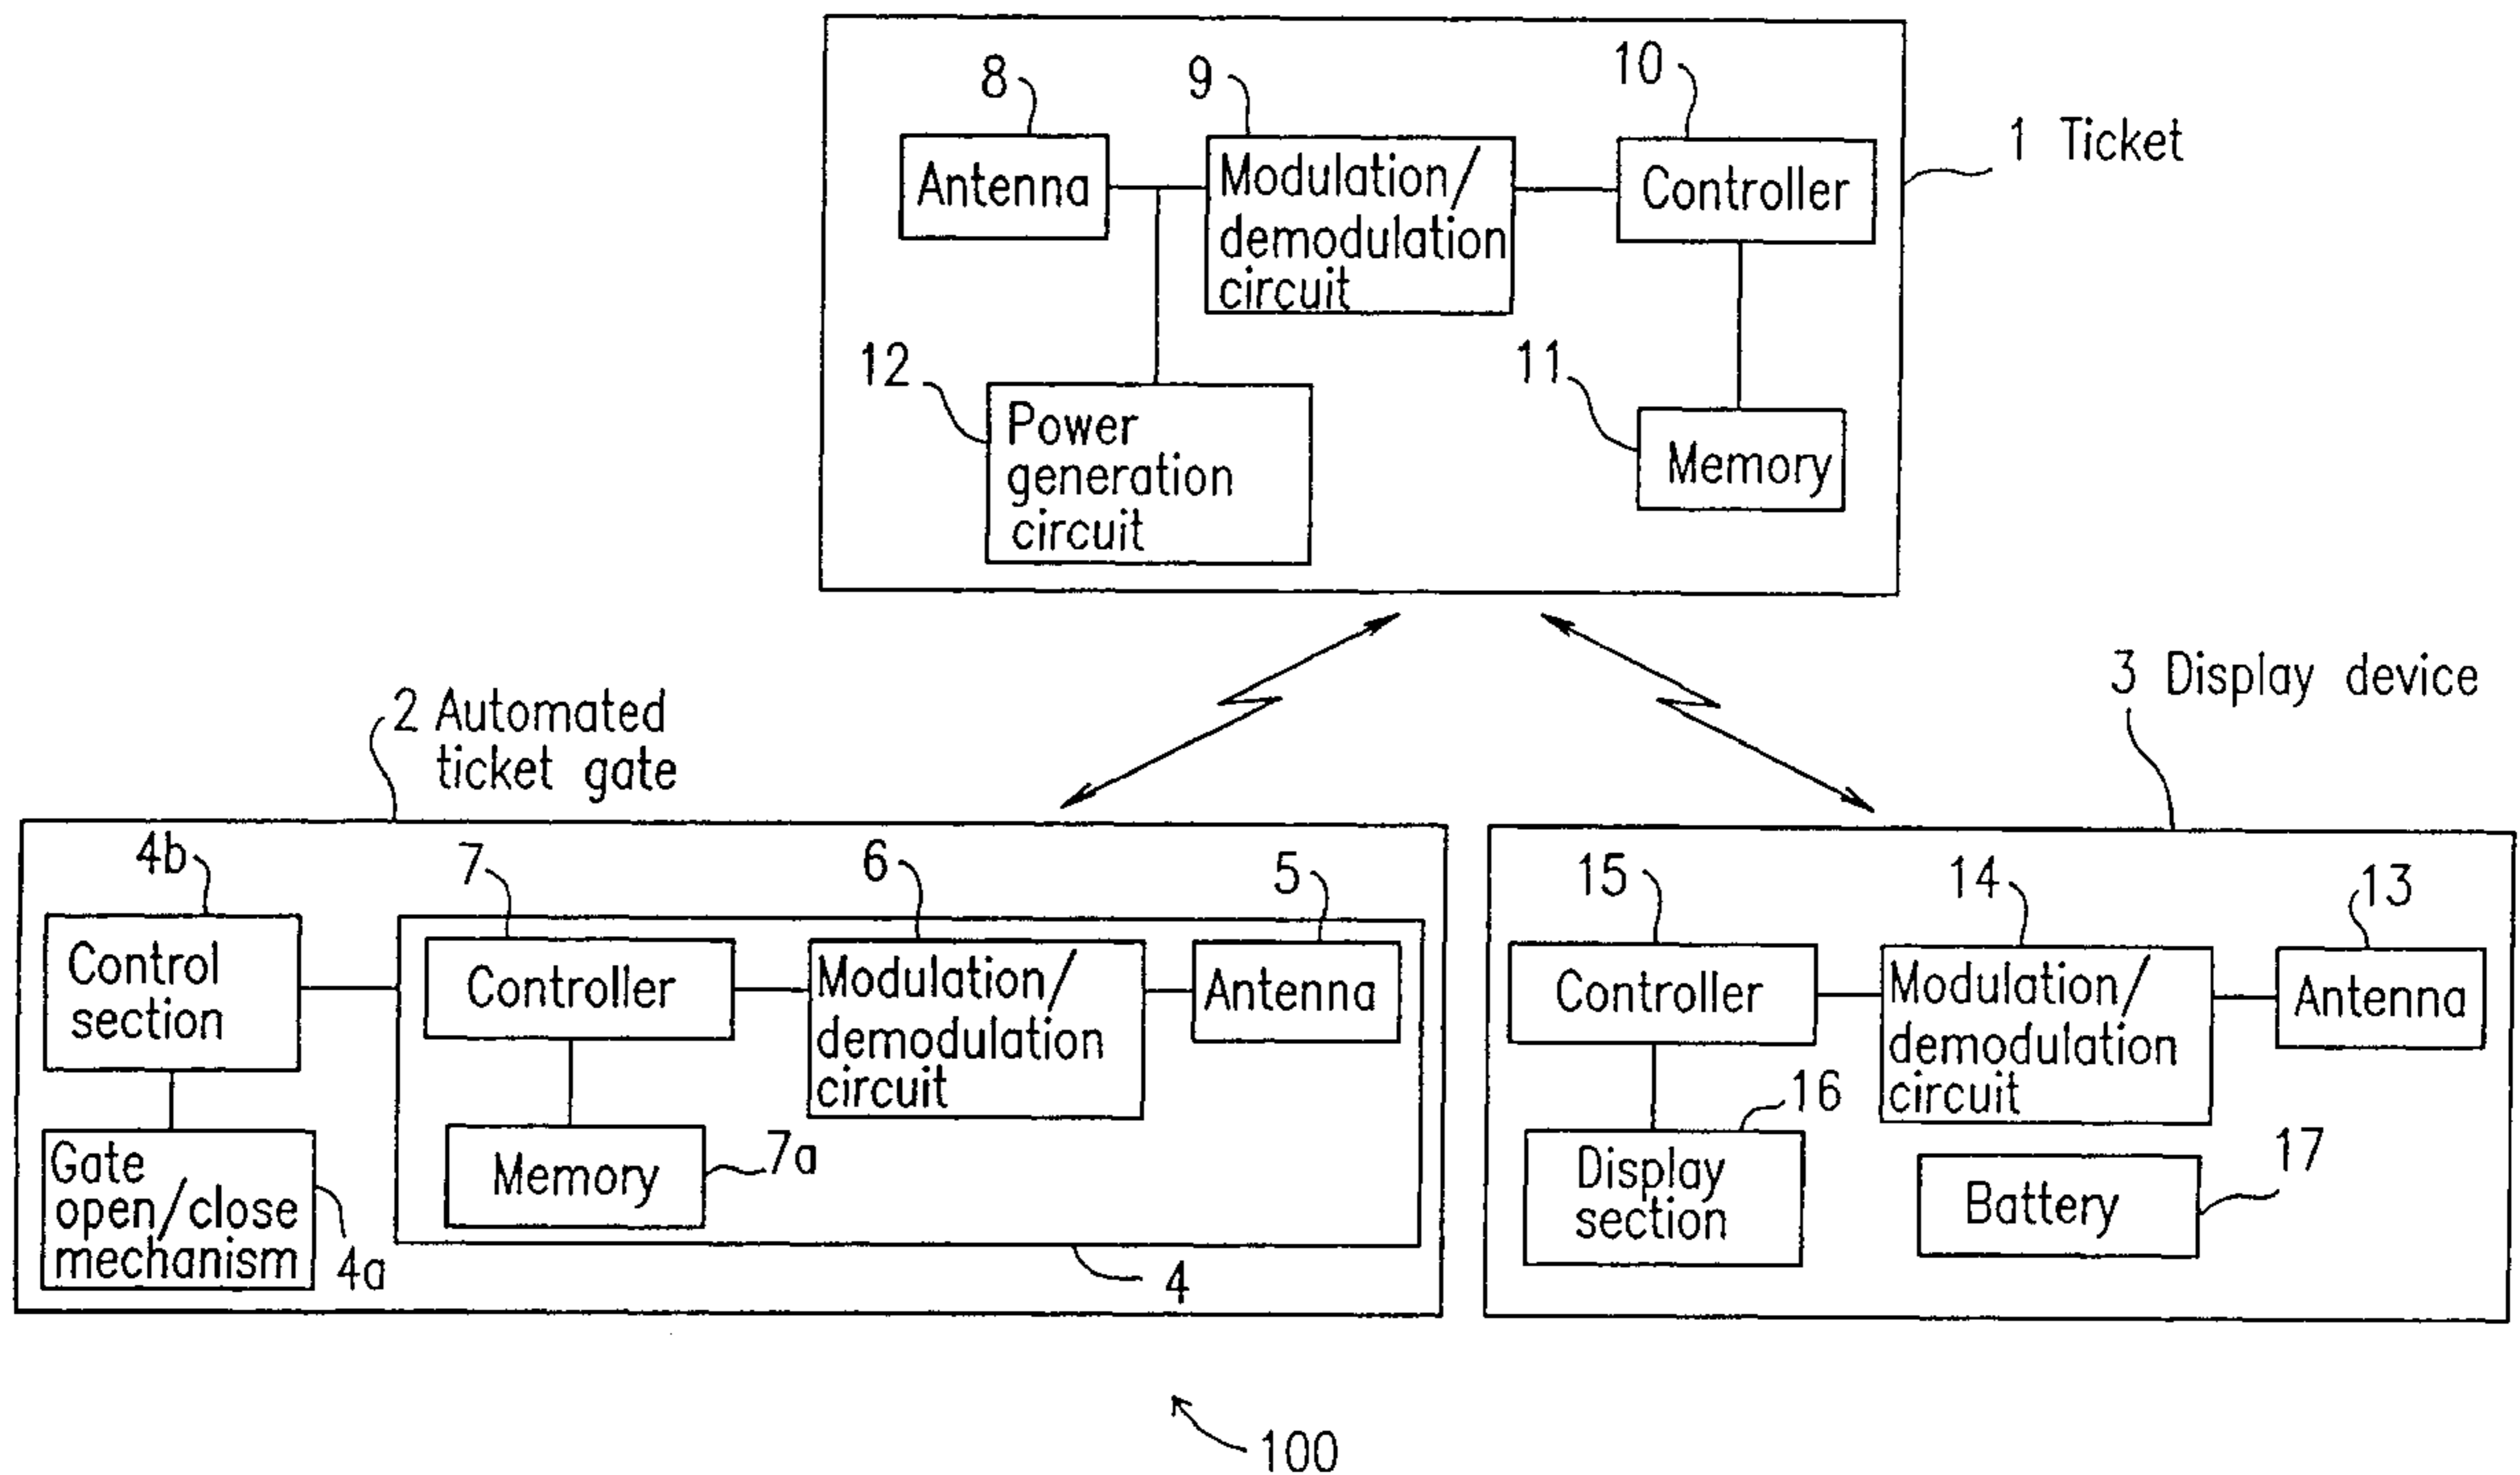 8
9
10
1 Ticket
Antenna
Modulation/
demodulation
circuit
Controller
12
11
Power
generation
circuit
Memory
2 Automated
ticket gate
3 Display device
4b
7
6
5
Control
section
Controller
Modulation/
demodulation
circuit
Antenna
Gate
open/close
mechanism
4a
Memory
7a
4
15
14
13
Controller
Modulation/
demodulation
circuit
Antenna
16
Display
section
17
Battery
100